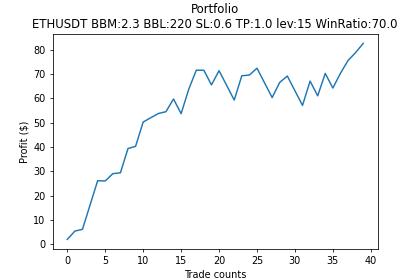 Portfolio
ETHUSDT BBM:2.3 BBL:220 SL:0.6 TP:1.0 lev:15 WinRatio:70.0
Profit ($)
80
70
60
50
40
30
20
10
0
0 5 10 15 20 25 30 35 40
Trade counts